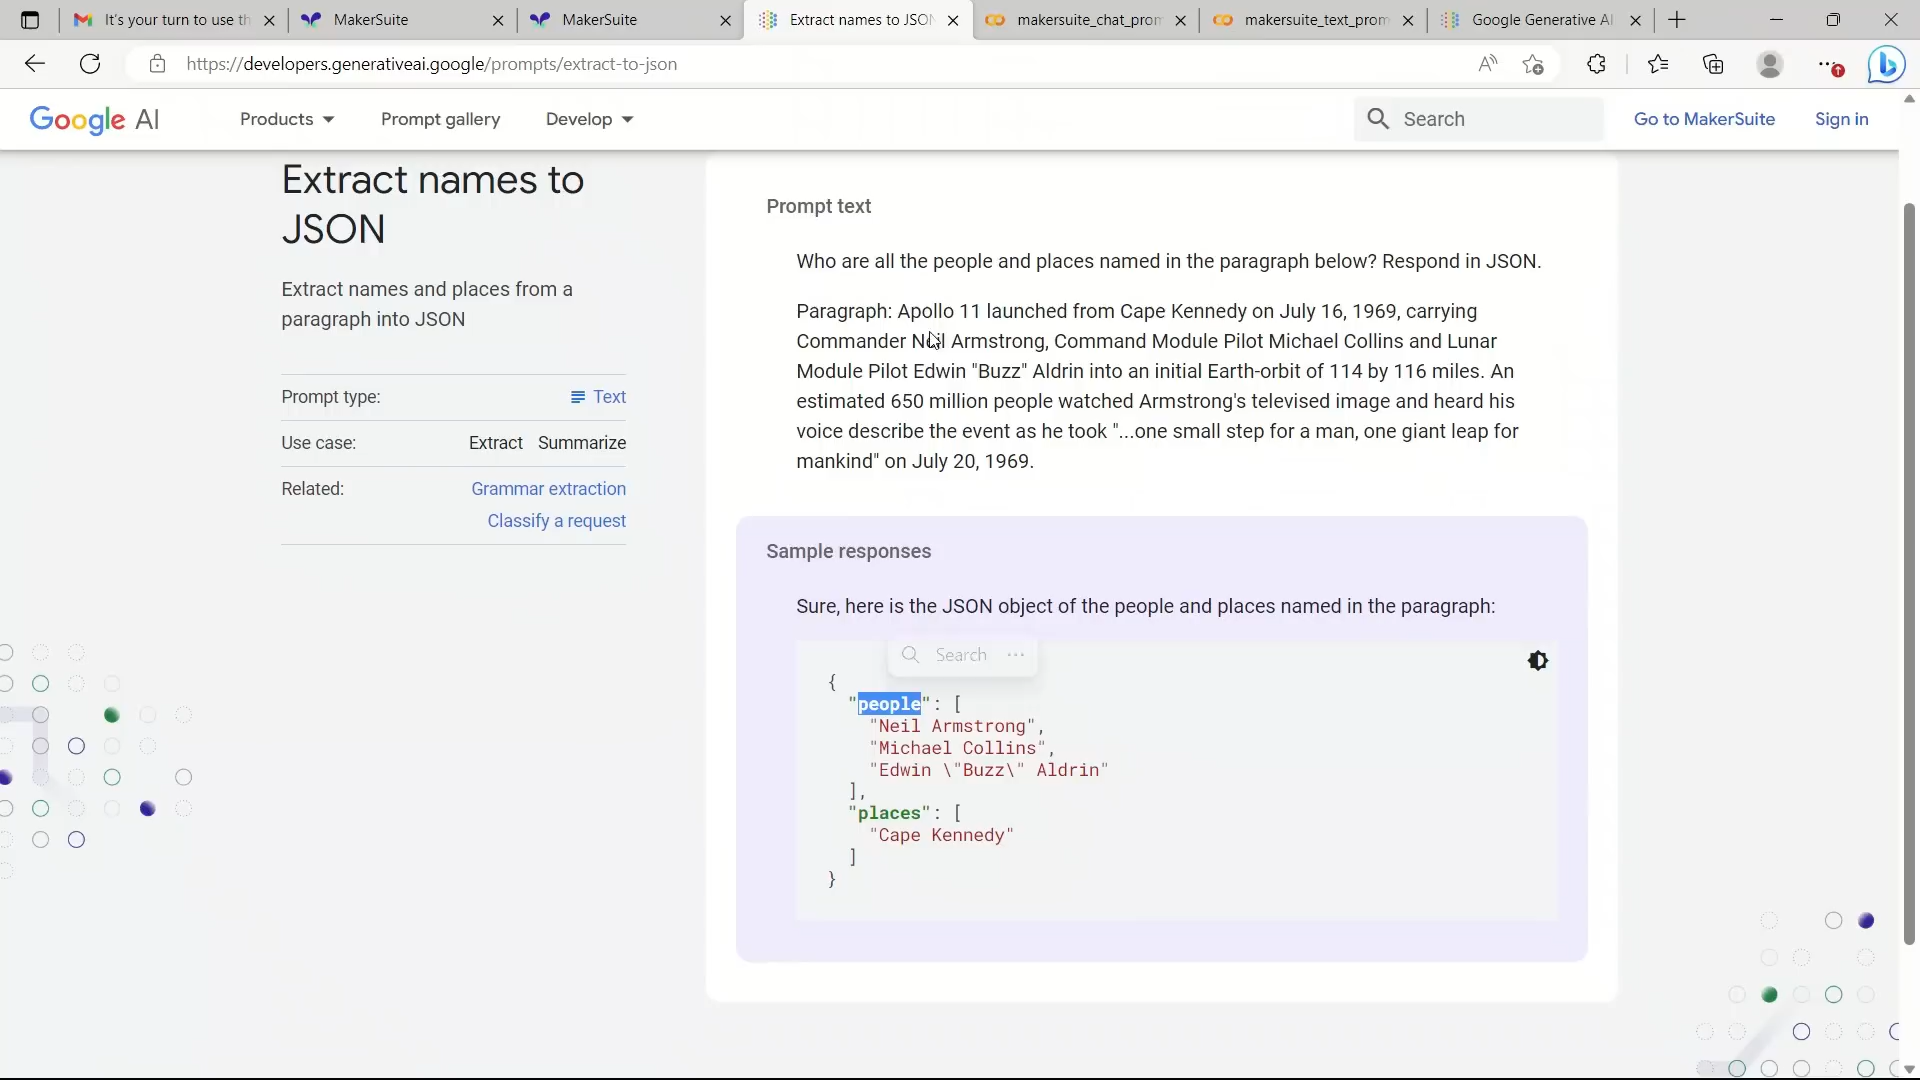 It's your turn to use th
MakerSuite
MakerSuite
Extract names to JSON
makersuite_chat_prom
makersuite_text_prom
Google Generative AI
https://developers.generativeai.google/prompts/extract-to-json
Google AI
Products
Prompt gallery
Develop
Search
Go to MakerSuite
Sign in
Extract names to
JSON
Extract names and places from a
paragraph into JSON
Prompt type: Text
Use case: Extract Summarize
Related: Grammar extraction
Classify a request
Prompt text
Who are all the people and places named in the paragraph below? Respond in JSON.
Paragraph: Apollo 11 launched from Cape Kennedy on July 16, 1969, carrying
Commander Neil Armstrong, Command Module Pilot Michael Collins and Lunar
Module Pilot Edwin "Buzz" Aldrin into an initial Earth-orbit of 114 by 116 miles. An
estimated 650 million people watched Armstrong's televised image and heard his
voice describe the event as he took "...one small step for a man, one giant leap for
mankind" on July 20, 1969.
Sample responses
Sure, here is the JSON object of the people and places named in the paragraph:
Search ...
{
"people": [
"Neil Armstrong",
"Michael Collins",
"Edwin \"Buzz\" Aldrin"
],
"places": [
"Cape Kennedy"
]
}